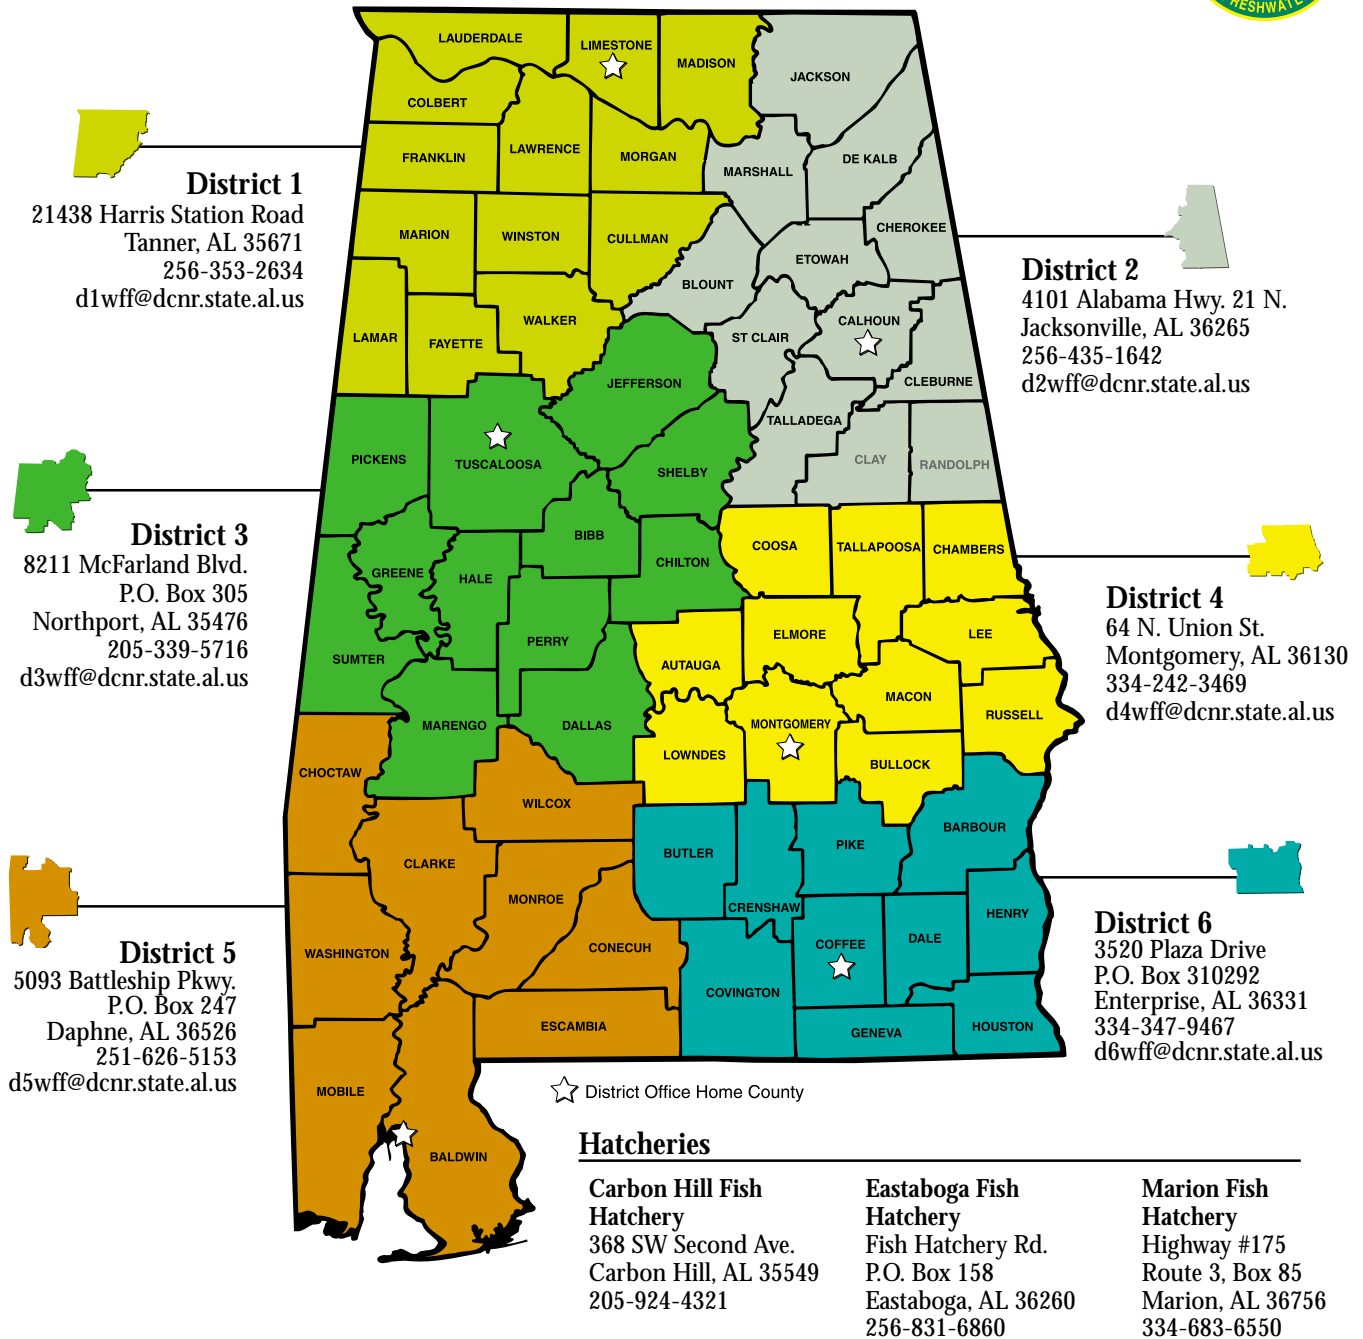 RESHWATE
LAUDERDALE
LIMESTONE
MADISON
JACKSON
COLBERT
LAWRENCE
FRANKLIN
MORGAN
MARSHALL
DE KALB
MARION
WINSTON
CULLMAN
CHEROKEE
ETOWAH
BLOUNT
LAMAR
FAYETTE
WALKER
ST CLAIR
CALHOUN
CLEBURNE
JEFFERSON
TALLADEGA
CLAY
RANDOLPH
PICKENS
TUSCALOOSA
SHELBY
BIBB
CHILTON
COOSA
TALLAPOOSA
CHAMBERS
GREENE
HALE
PERRY
SUMTER
AUTAUGA
ELMORE
LEE
MACON
RUSSELL
MARENGO
DALLAS
LOWNDES
MONTGOMERY
BULLOCK
CHOCTAW
WILCOX
CLARKE
BUTLER
CRENSHAW
PIKE
BARBOUR
MONROE
CONECUH
WASHINGTON
COFFEE
DALE
HENRY
COVINGTON
ESCAMBIA
GENEVA
HOUSTON
MOBILE
BALDWIN
District 1
21438 Harris Station Road
Tanner, AL 35671
256-353-2634
d1wff@dcnr.state.al.us
District 2
4101 Alabama Hwy. 21 N.
Jacksonville, AL 36265
256-435-1642
d2wff@dcnr.state.al.us
District 3
8211 McFarland Blvd.
P.O. Box 305
Northport, AL 35476
205-339-5716
d3wff@dcnr.state.al.us
District 4
64 N. Union St.
Montgomery, AL 36130
334-242-3469
d4wff@dcnr.state.al.us
District 5
5093 Battleship Pkwy.
P.O. Box 247
Daphne, AL 36526
251-626-5153
d5wff@dcnr.state.al.us
District 6
3520 Plaza Drive
P.O. Box 310292
Enterprise, AL 36331
334-347-9467
d6wff@dcnr.state.al.us
District Office Home County
Hatcheries
Carbon Hill Fish
Hatchery
368 SW Second Ave.
Carbon Hill, AL 35549
205-924-4321
Eastaboga Fish
Hatchery
Fish Hatchery Rd.
P.O. Box 158
Eastaboga, AL 36260
256-831-6860
Marion Fish
Hatchery
Highway #175
Route 3, Box 85
Marion, AL 36756
334-683-6550